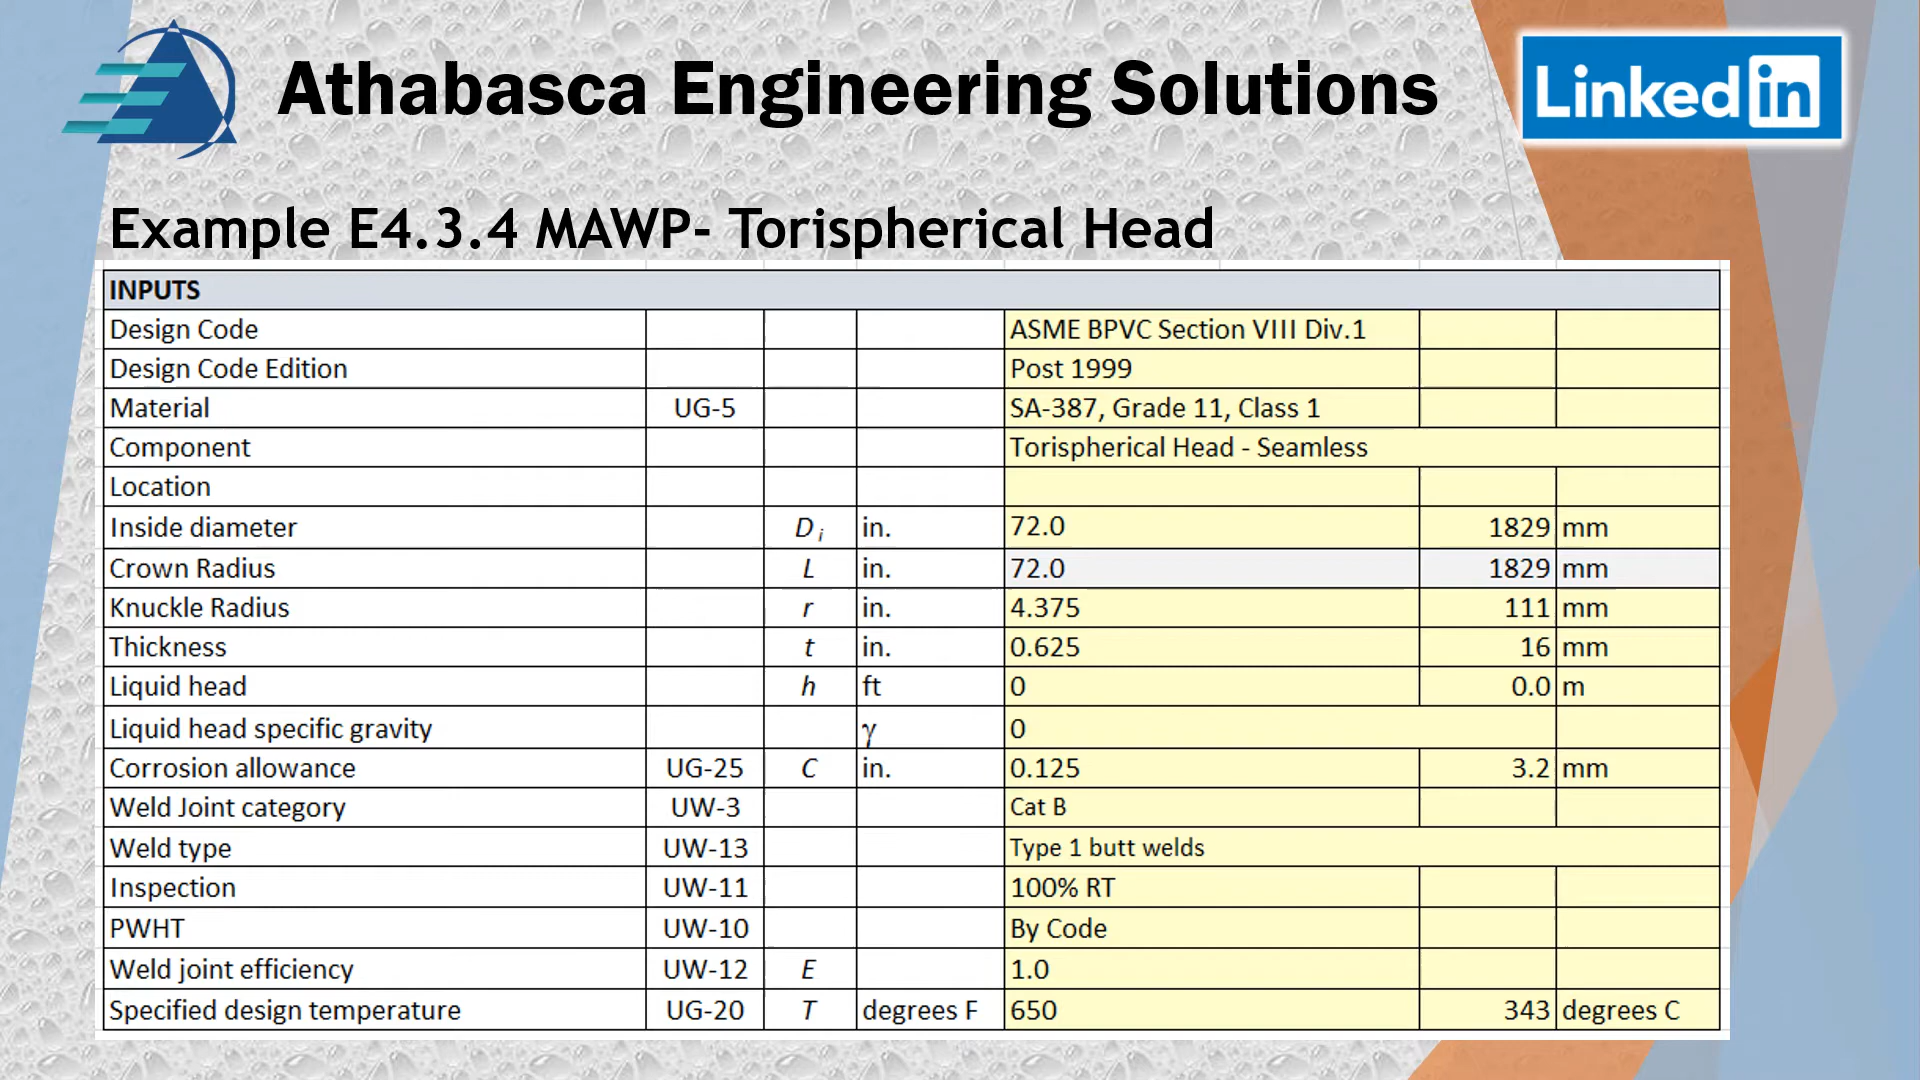 Athabasca Engineering Solutions
Linked in
Example E4.3.4 MAWP- Torispherical Head
INPUTS
Design Code ASME BPVC Section VIII Div.1
Design Code Edition Post 1999
Material UG-5 SA-387, Grade 11, Class 1
Component Torispherical Head - Seamless
Location
Inside diameter D i in. 72.0 1829 mm
Crown Radius L in. 72.0 1829 mm
Knuckle Radius r in. 4.375 111 mm
Thickness t in. 0.625 16 mm
Liquid head h ft 0 0.0 m
Liquid head specific gravity γ 0
Corrosion allowance UG-25 C in. 0.125 3.2 mm
Weld Joint category UW-3 Cat B
Weld type UW-13 Type 1 butt welds
Inspection UW-11 100% RT
PWHT UW-10 By Code
Weld joint efficiency UW-12 E 1.0
Specified design temperature UG-20 T degrees F 650 343 degrees C